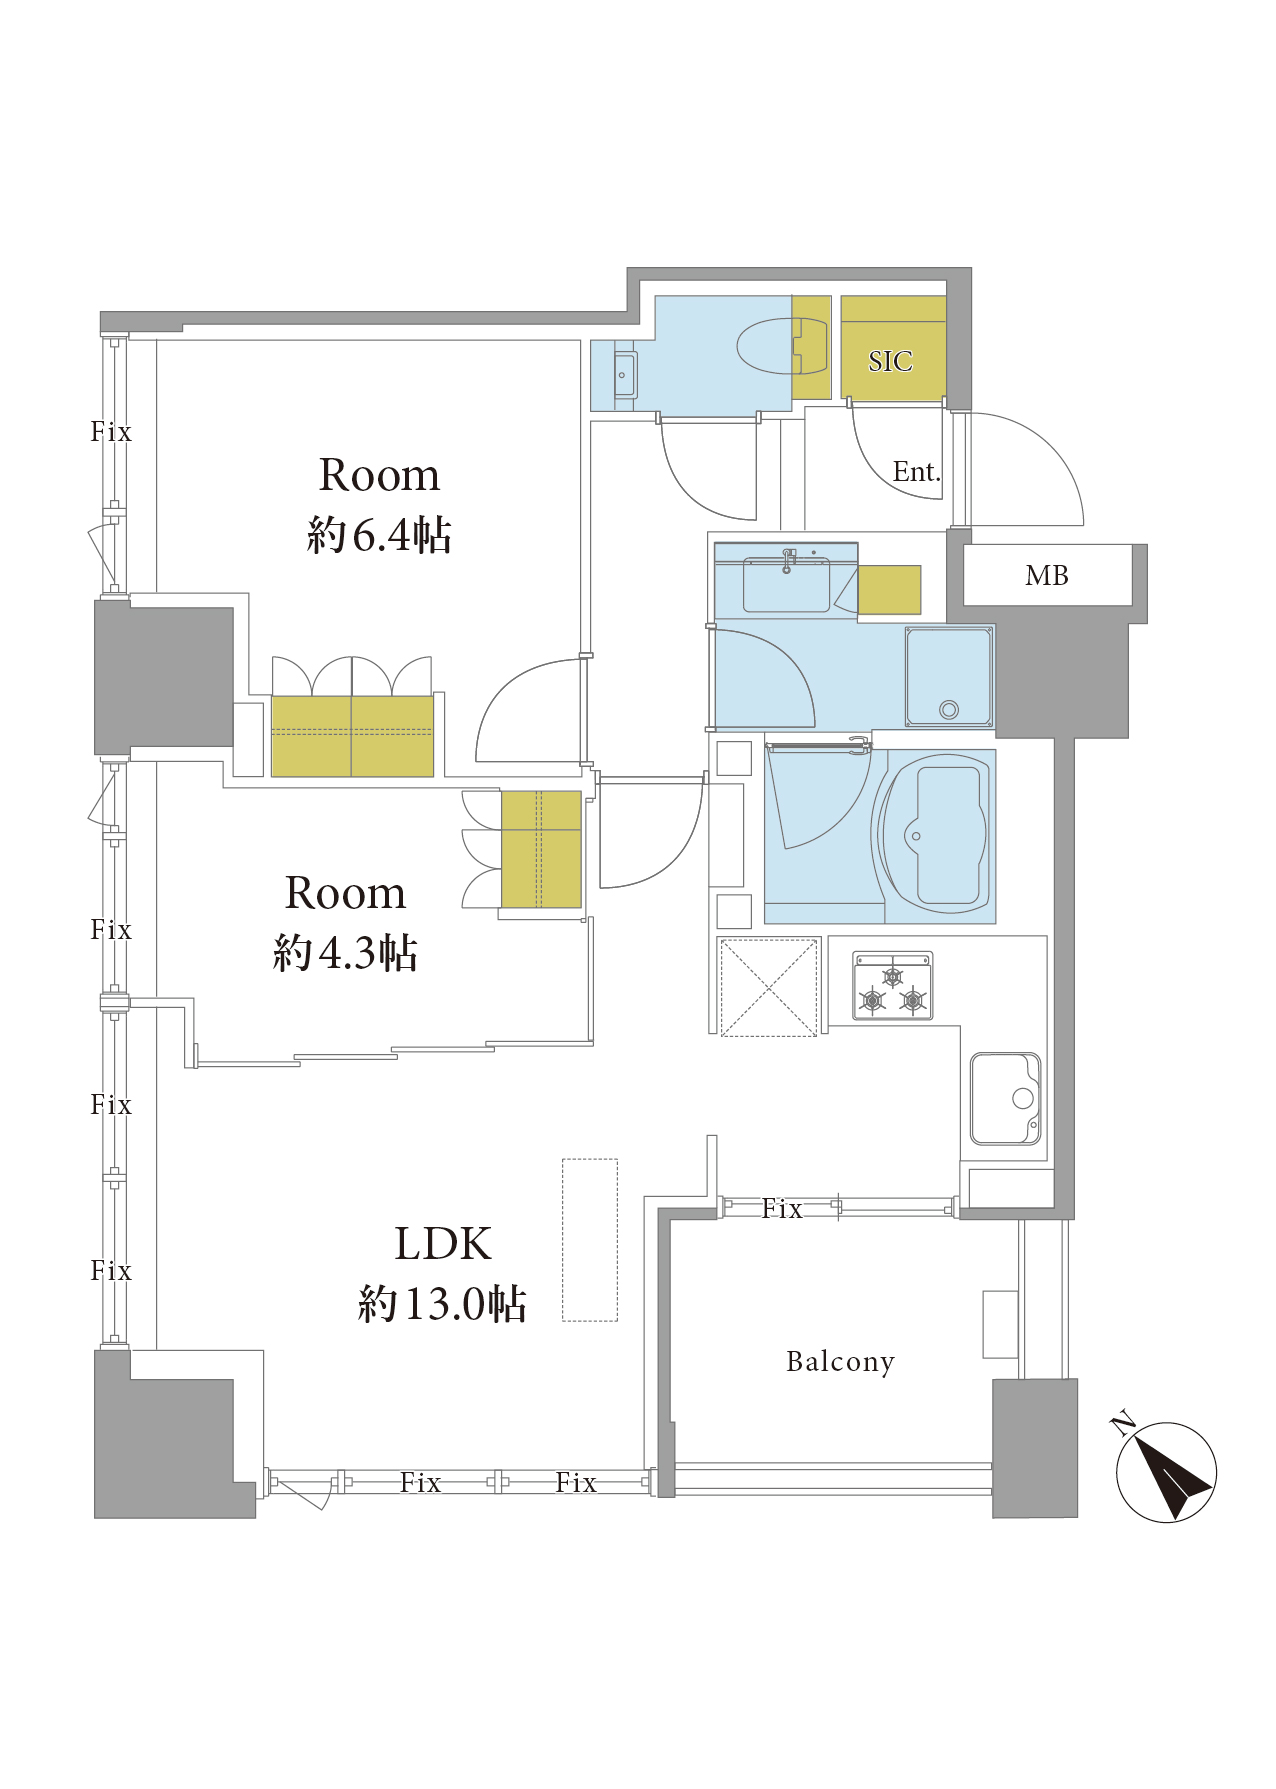 SIC
Fix
Room
約6.4帖
Ent.
MB
Room
約4.3帖
Fix
Fix
Fix
LDK
約13.0帖
Fix
Balcony
N
Fix
Fix